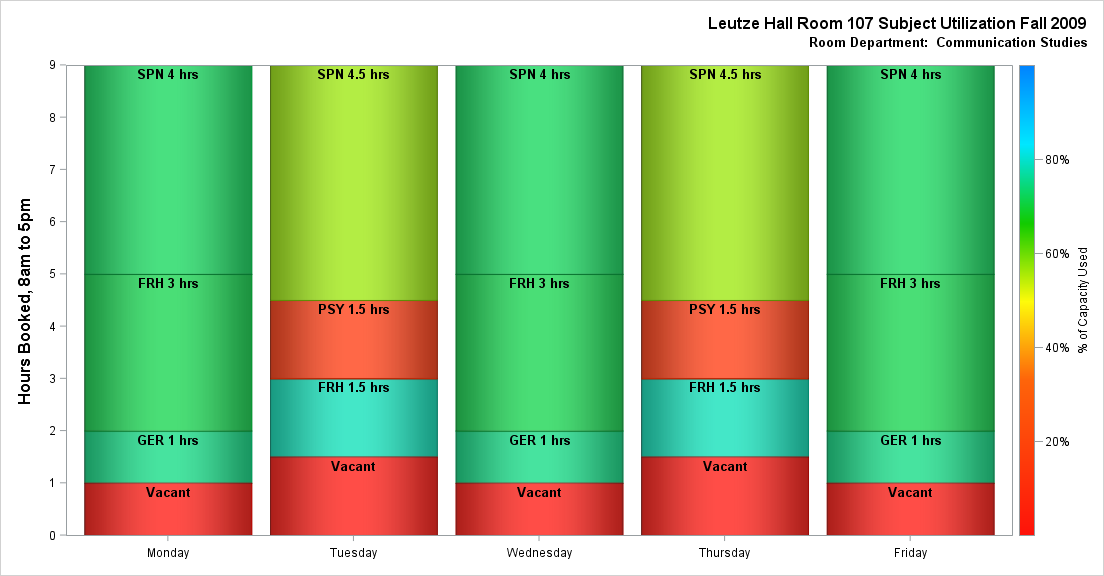 Leutze Hall Room 107 Subject Utilization Fall 2009
Room Department:  Communication Studies
Hours Booked, 8am to 5pm
9
8
7
6
5
4
3
2
1
0
SPN 4 hrs
FRH 3 hrs
GER 1 hrs
Vacant
SPN 4.5 hrs
PSY 1.5 hrs
FRH 1.5 hrs
Vacant
SPN 4 hrs
FRH 3 hrs
GER 1 hrs
Vacant
SPN 4.5 hrs
PSY 1.5 hrs
FRH 1.5 hrs
Vacant
SPN 4 hrs
FRH 3 hrs
GER 1 hrs
Vacant
Monday
Tuesday
Wednesday
Thursday
Friday
80%
60%
40%
20%
% of Capacity Used